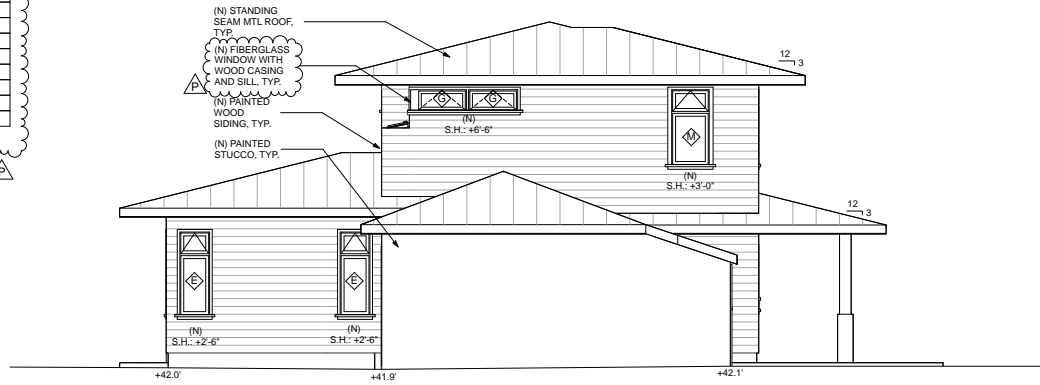 (N) STANDING
SEAM MTL ROOF,
TYP.
(N) FIBERGLASS
WINDOW WITH
WOOD CASING
AND SILL, TYP.
P
(N) PAINTED
WOOD
SIDING, TYP.
(N) PAINTED
STUCCO, TYP.
12
3
G
G
(N)
S.H.: +6'-6"
M
(N)
S.H.: +3'-0"
12
3
E
E
(N)
S.H.: +2'-6"
(N)
S.H.: +2'-6"
+42.0'
+41.9'
+42.1'